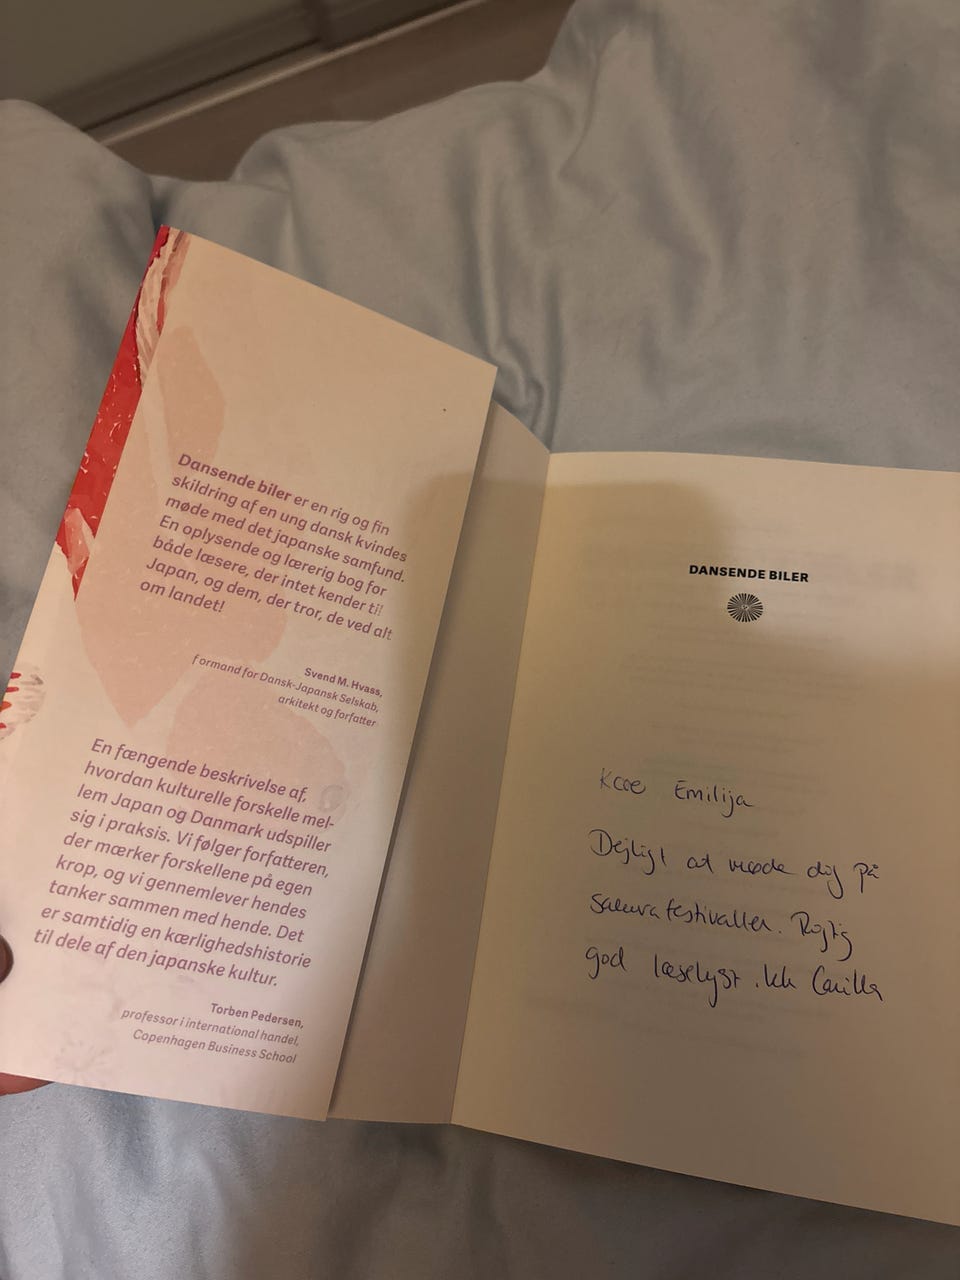 Dansende biler er en rig og fin
skildring af en ung dansk kvindes
møde med det japanske samfund.
En oplysende og lærerig bog for
både læsere, der intet kender til
Japan, og dem, der tror, de ved alt
om landet!
Svend M. Hvass,
formand for Dansk-Japansk Selskab,
arkitekt og forfatter
En fængende beskrivelse af,
hvordan kulturelle forskelle mel-
lem Japan og Danmark udspiller
sig i praksis. Vi følger forfatteren,
der mærker forskellene på egen
krop, og vi gennemlever hendes
tanker sammen med hende. Det
er samtidig en kærlighedshistorie
til dele af den japanske kultur.
Torben Pedersen,
professor i international handel,
Copenhagen Business School
DANSENDE BILER
Kære Emilija
Dejligt at møde dig på
sakurafestivallen. Rigtig
god læselyst. Kh